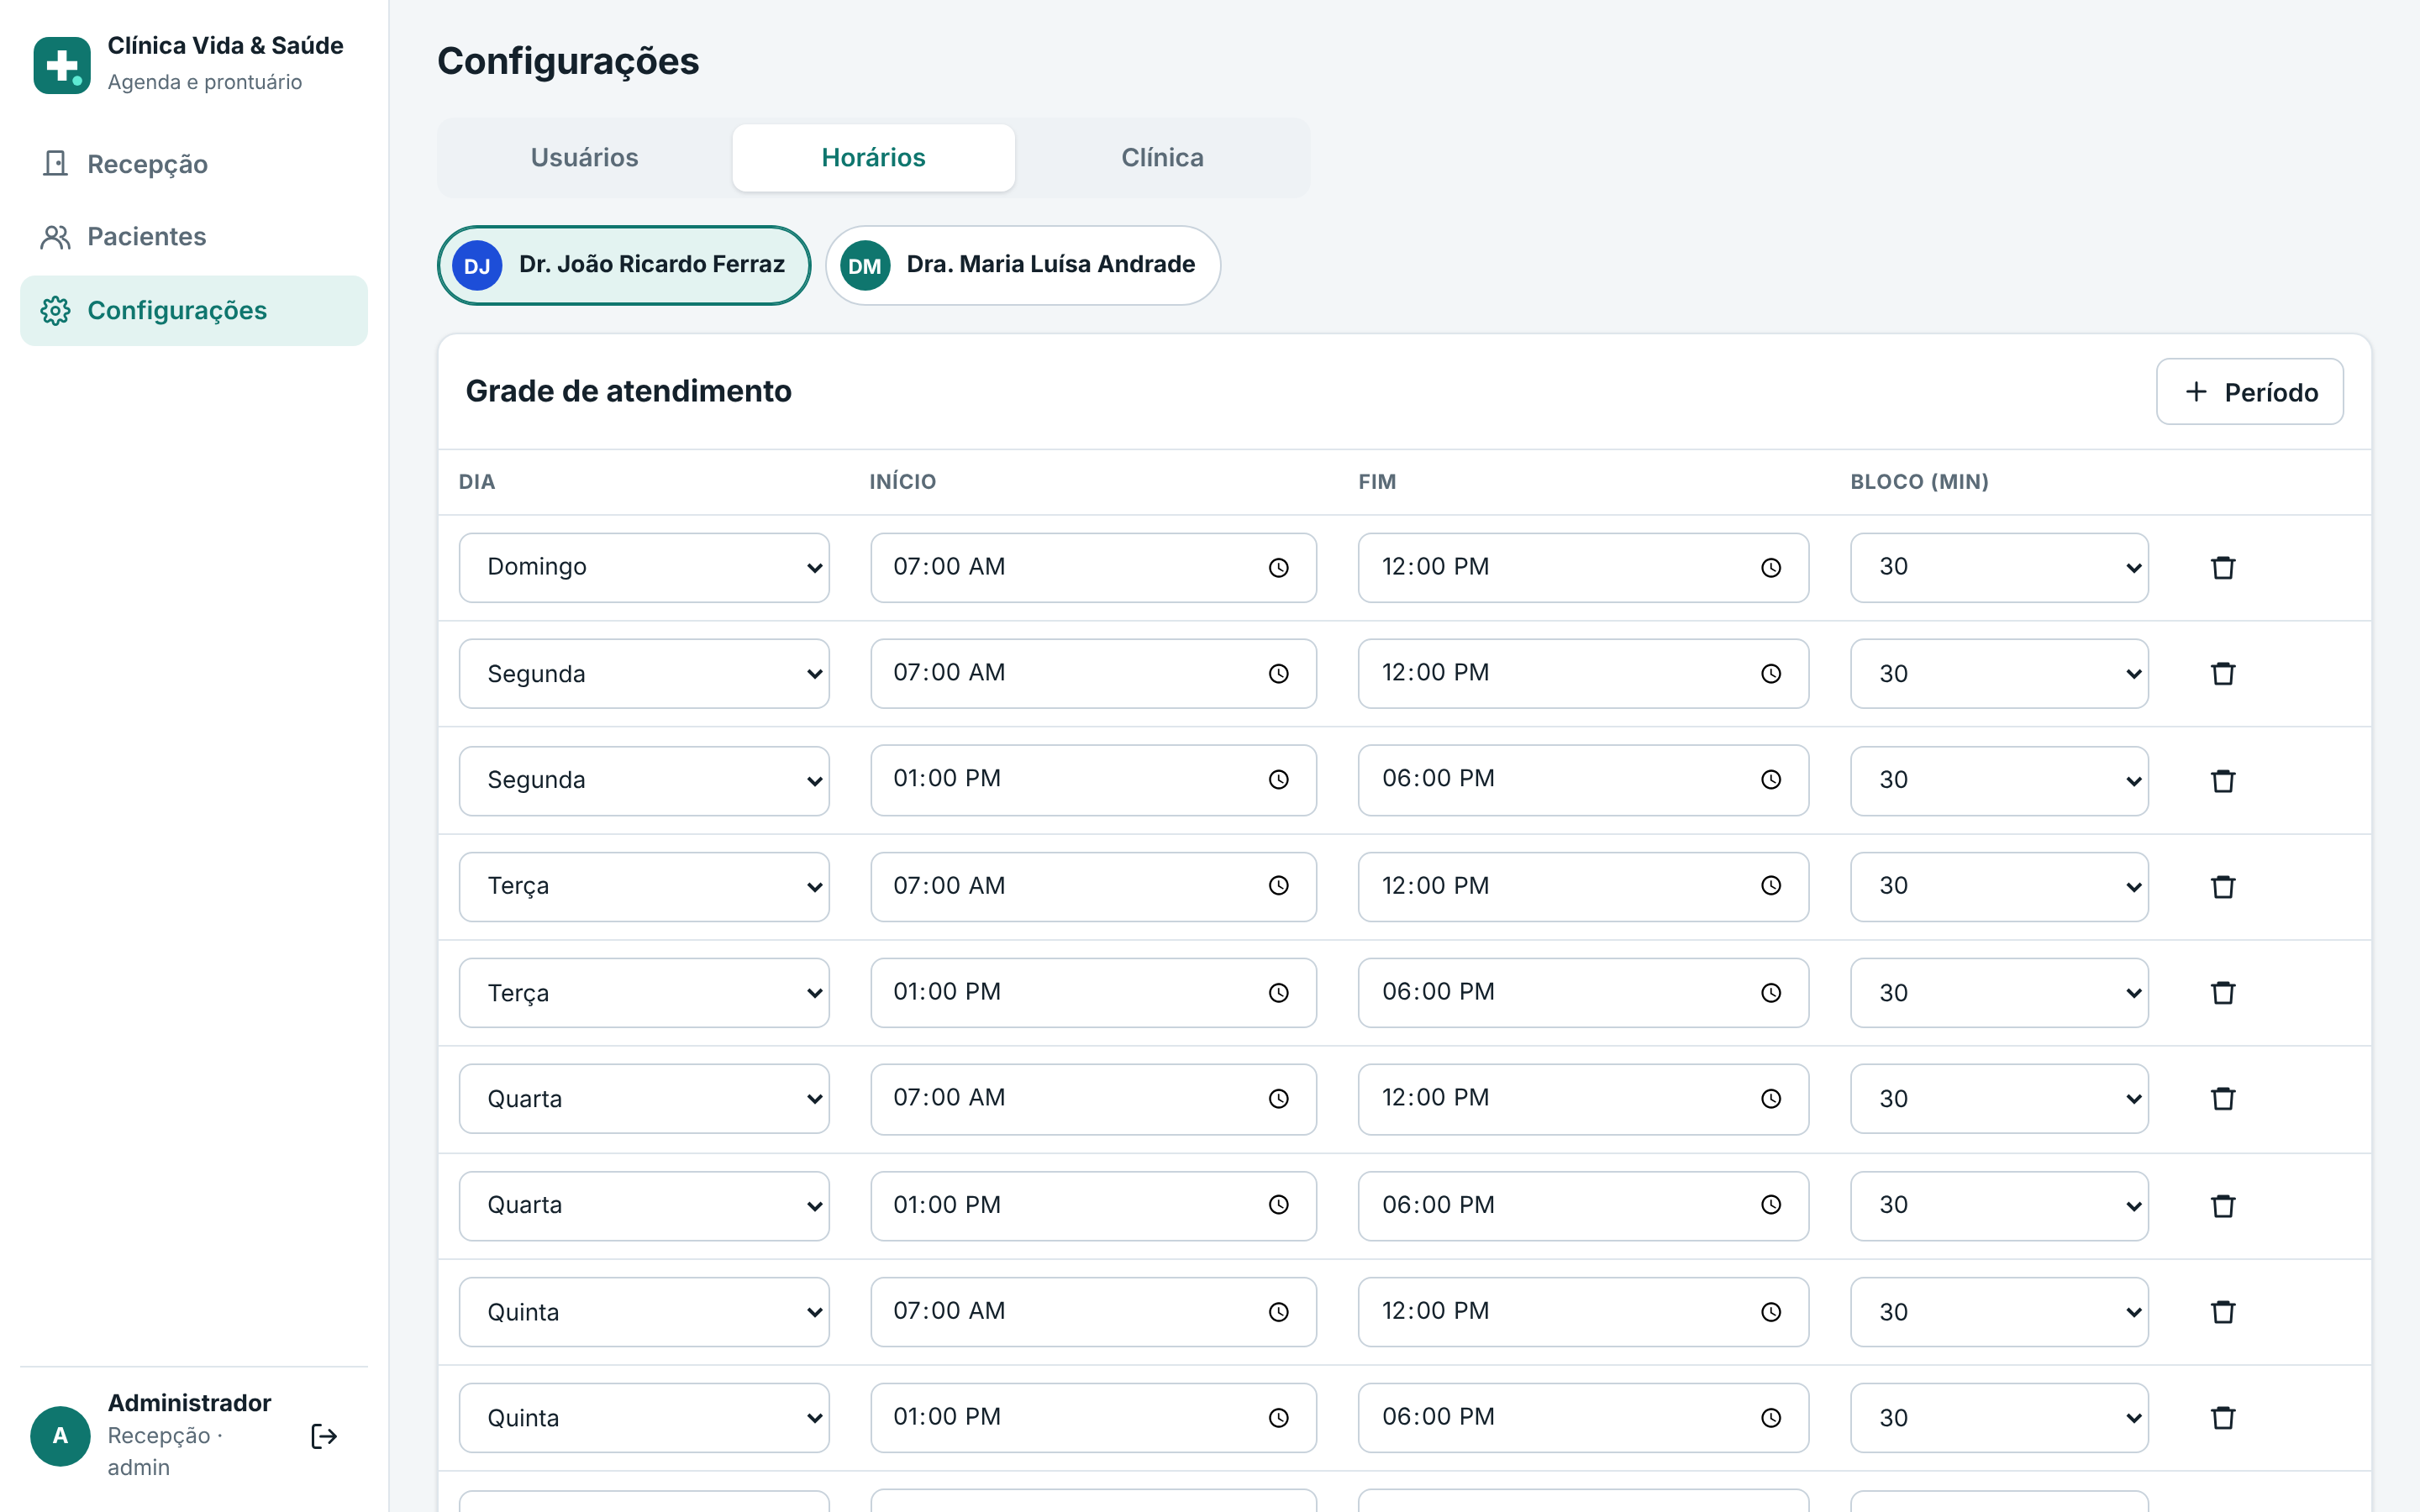 Clínica Vida & Saúde
Agenda e prontuário
Recepção
Pacientes
Configurações
Administrador
Recepção ·
admin
A
Configurações
Usuários Horários Clínica
DJ Dr. João Ricardo Ferraz DM Dra. Maria Luísa Andrade
Grade de atendimento + Período
DIA INÍCIO FIM BLOCO (MIN)
Domingo 07:00 AM 12:00 PM 30
Segunda 07:00 AM 12:00 PM 30
Segunda 01:00 PM 06:00 PM 30
Terça 07:00 AM 12:00 PM 30
Terça 01:00 PM 06:00 PM 30
Quarta 07:00 AM 12:00 PM 30
Quarta 01:00 PM 06:00 PM 30
Quinta 07:00 AM 12:00 PM 30
Quinta 01:00 PM 06:00 PM 30